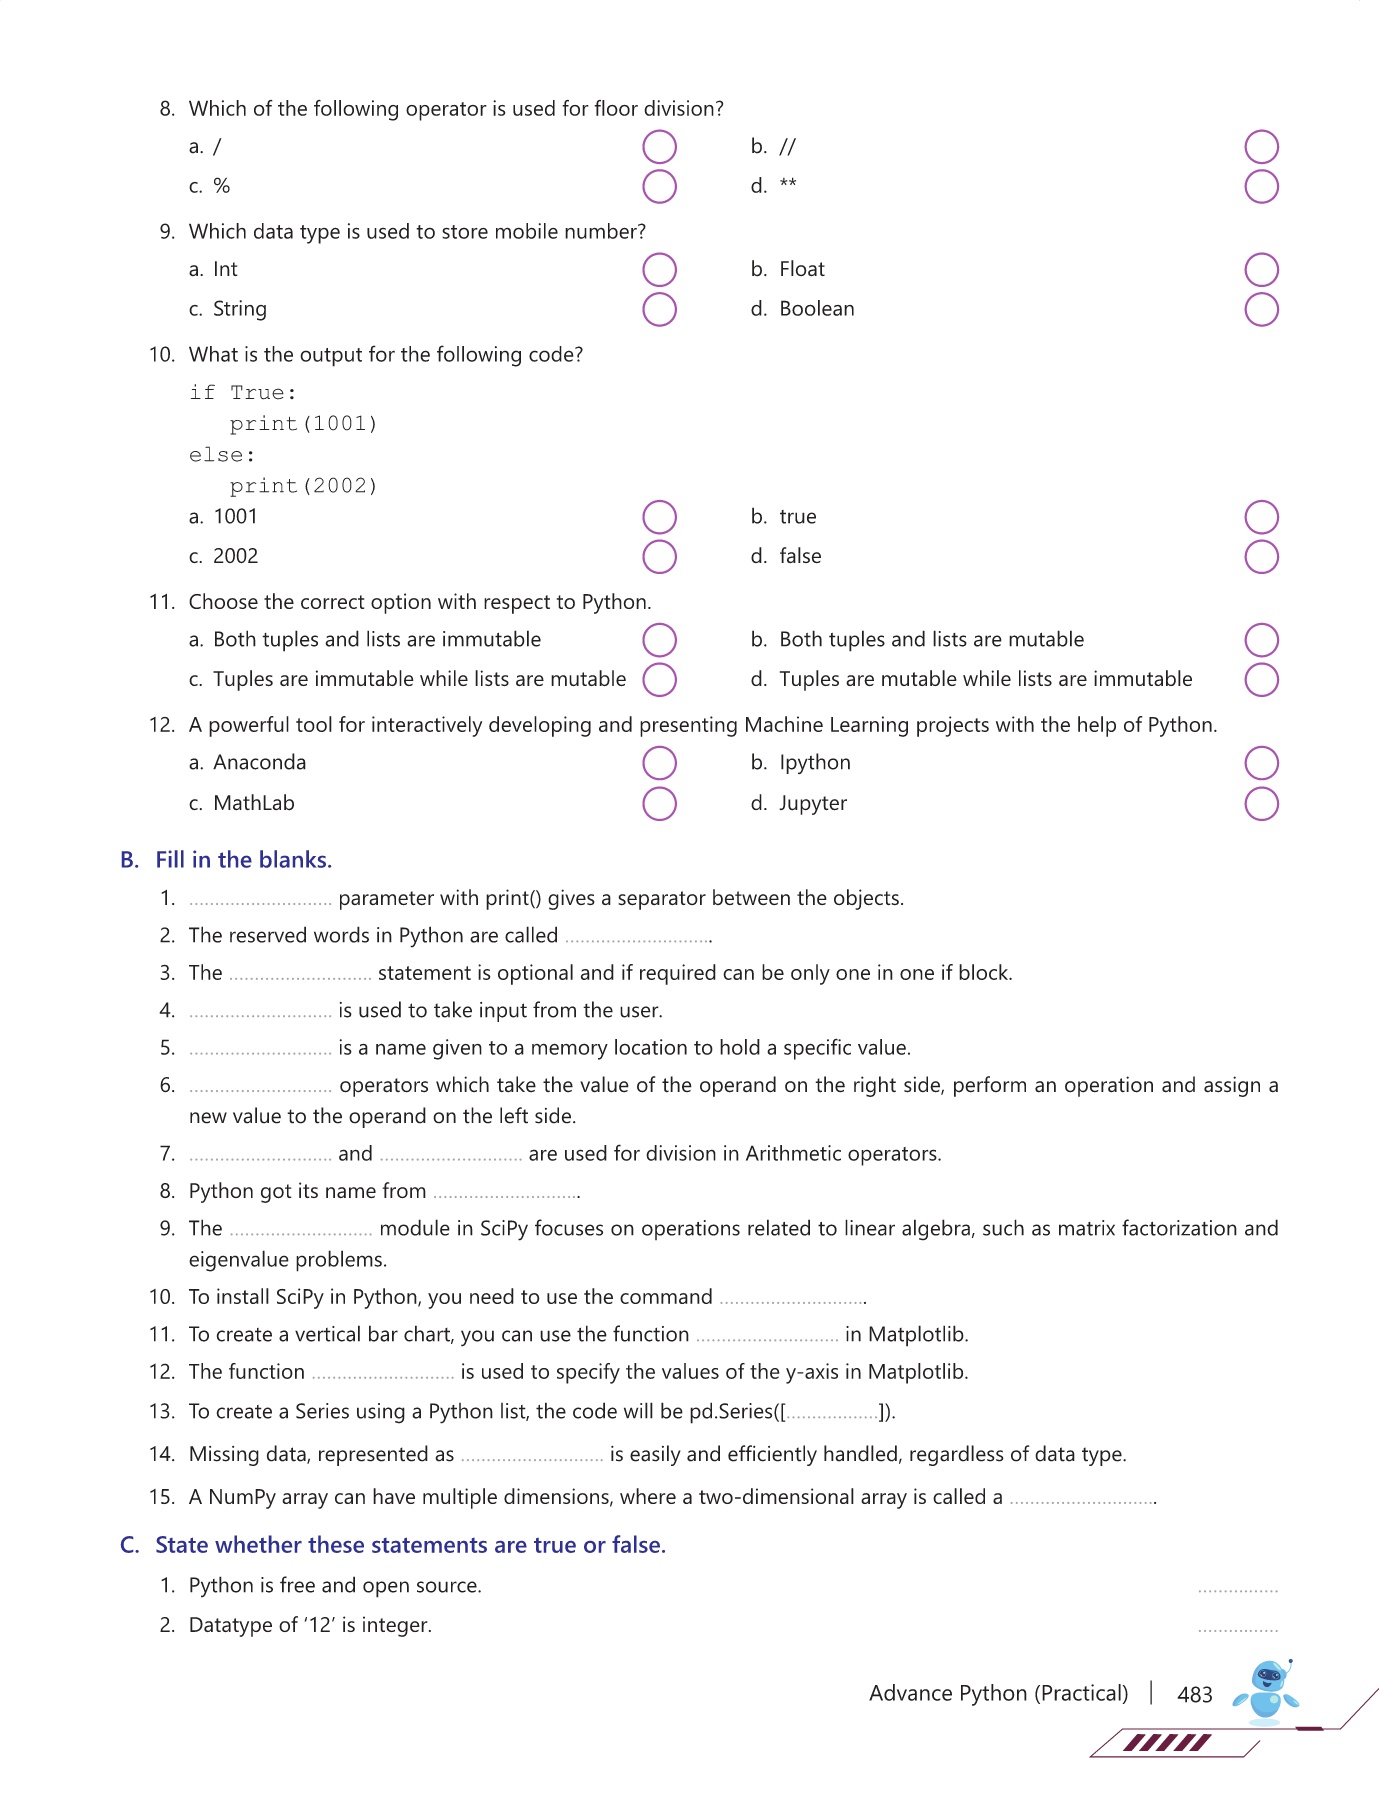 8. Which of the following operator is used for floor division?
a. / b. //
c. % d. **
9. Which data type is used to store mobile number?
a. Int b. Float
c. String d. Boolean
10. What is the output for the following code?
if True:
print(1001)
else:
print(2002)
a. 1001 b. true
c. 2002 d. false
11. Choose the correct option with respect to Python.
a. Both tuples and lists are immutable b. Both tuples and lists are mutable
c. Tuples are immutable while lists are mutable d. Tuples are mutable while lists are immutable
12. A powerful tool for interactively developing and presenting Machine Learning projects with the help of Python.
a. Anaconda b. Ipython
c. MathLab d. Jupyter
B. Fill in the blanks.
1. ............................ parameter with print() gives a separator between the objects.
2. The reserved words in Python are called .............................
3. The ............................ statement is optional and if required can be only one in one if block.
4. ............................ is used to take input from the user.
5. ............................ is a name given to a memory location to hold a specific value.
6. ............................ operators which take the value of the operand on the right side, perform an operation and assign a
new value to the operand on the left side.
7. ............................ and ............................ are used for division in Arithmetic operators.
8. Python got its name from .............................
9. The ............................ module in SciPy focuses on operations related to linear algebra, such as matrix factorization and
eigenvalue problems.
10. To install SciPy in Python, you need to use the command .............................
11. To create a vertical bar chart, you can use the function ............................ in Matplotlib.
12. The function ............................ is used to specify the values of the y-axis in Matplotlib.
13. To create a Series using a Python list, the code will be pd.Series([..................]).
14. Missing data, represented as ............................ is easily and efficiently handled, regardless of data type.
15. A NumPy array can have multiple dimensions, where a two-dimensional array is called a .............................
C. State whether these statements are true or false.
1. Python is free and open source. ................
2. Datatype of ‘12’ is integer. ................
Advance Python (Practical) | 483